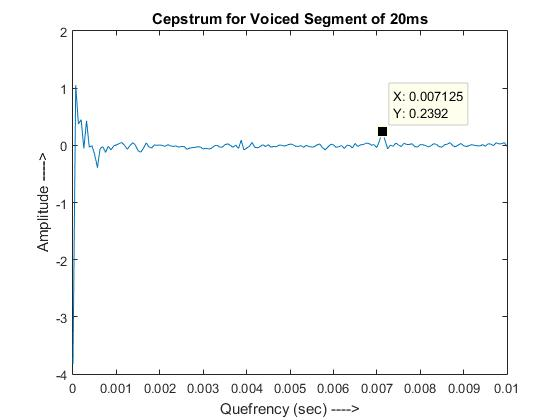 Cepstrum for Voiced Segment of 20ms
2
1
0
-1
-2
-3
-4
Amplitude ---->
X: 0.007125
Y: 0.2392
0 0.001 0.002 0.003 0.004 0.005 0.006 0.007 0.008 0.009 0.01
Quefrency (sec) ---->